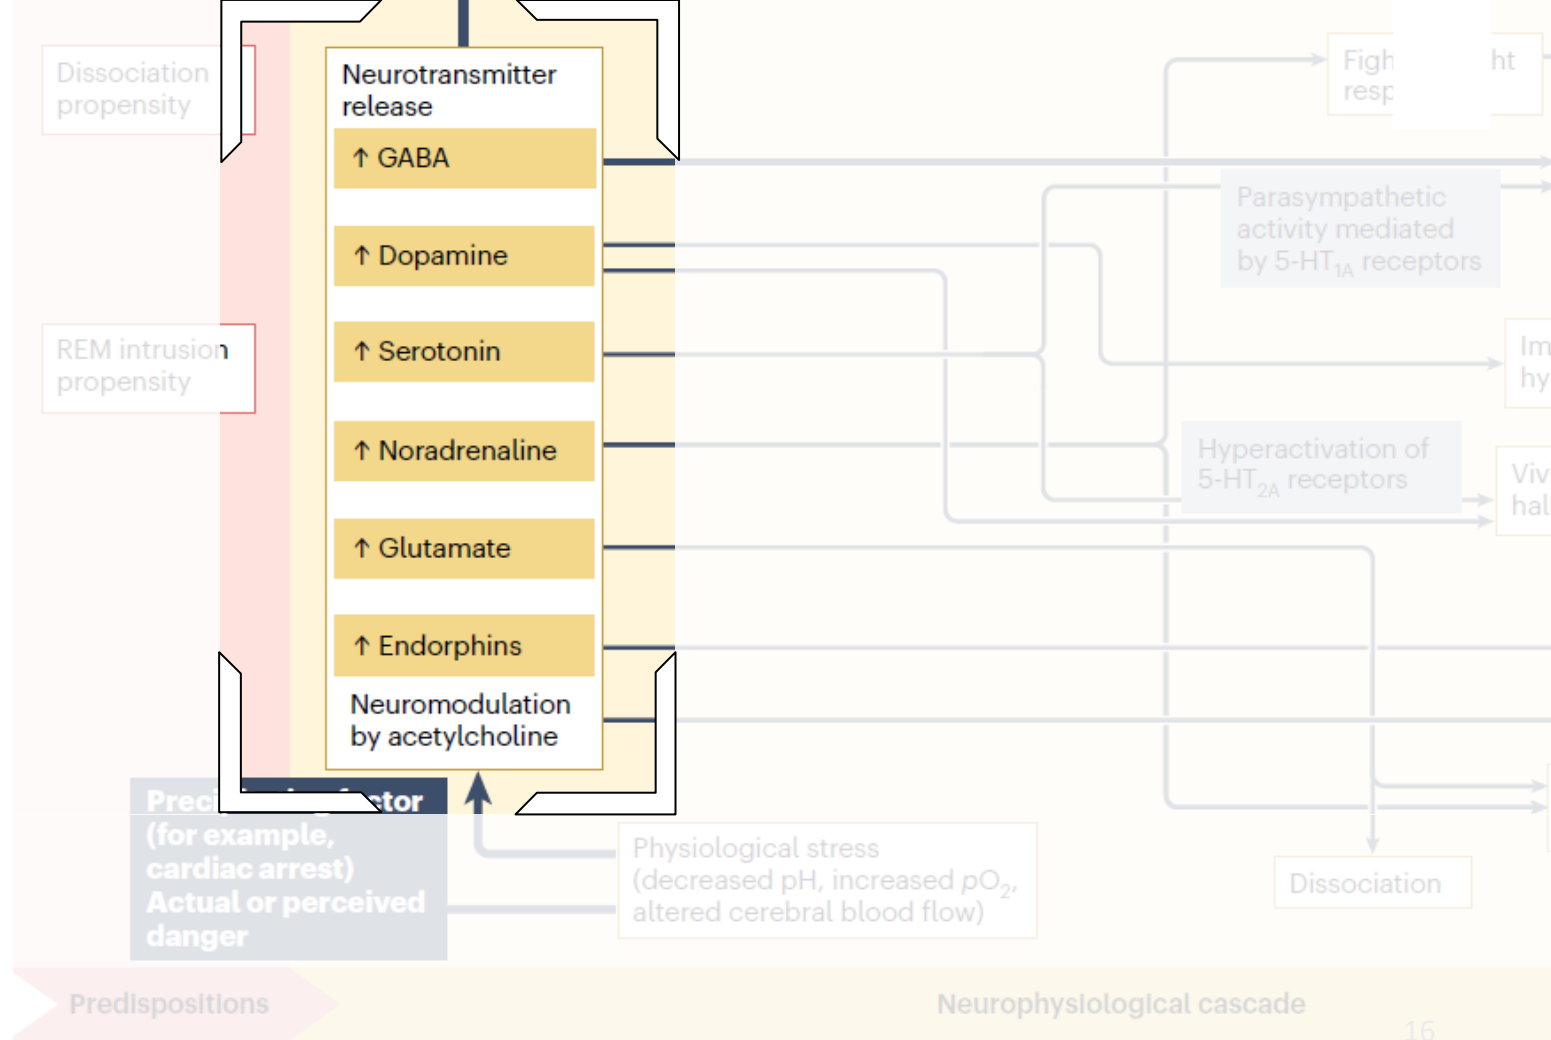 Dissociation
propensity
REM intrusion
propensity
Neurotransmitter
release
↑ GABA
↑ Dopamine
↑ Serotonin
↑ Noradrenaline
↑ Glutamate
↑ Endorphins
Neuromodulation
by acetylcholine
(for example,
cardiac arrest)
Actual or perceived
danger
Physiological stress
(decreased pH, increased pO₂,
altered cerebral blood flow)
Parasympathetic
activity mediated
by 5-HT1A receptors
Hyperactivation of
5-HT2A receptors
Dissociation
Predispositions
Neurophysiological cascade
16